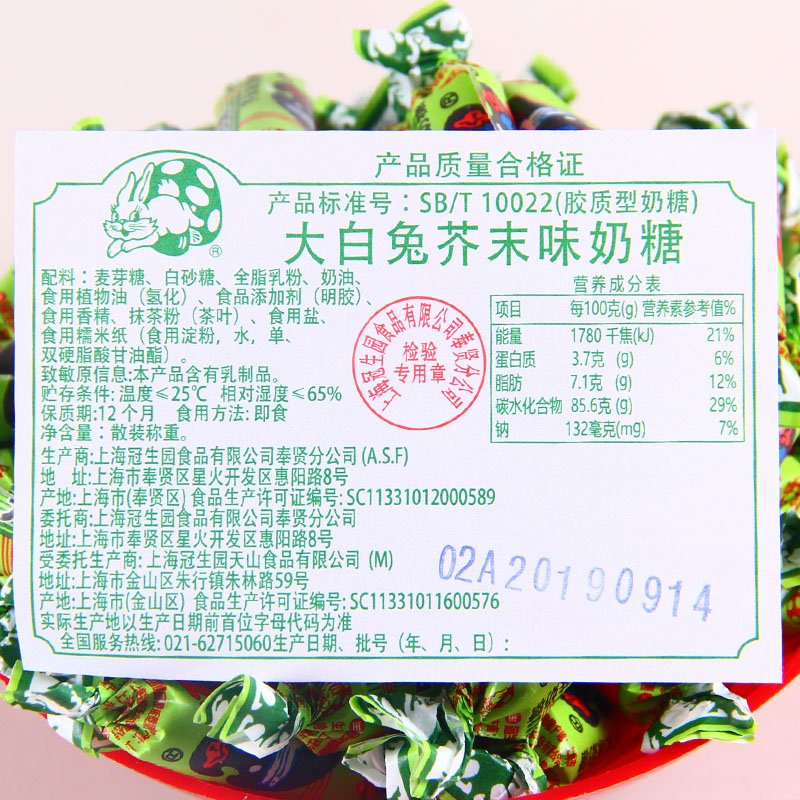 产品质量合格证
产品标准号：SB/T 10022(胶质型奶糖)
大白兔芥末味奶糖
®
配料：麦芽糖、白砂糖、全脂乳粉、奶油、
食用植物油（氢化）、食品添加剂（明胶）、
食用香精、抹茶粉（茶叶）、食用盐、
食用糯米纸（食用淀粉，水，单、
双硬脂酸甘油酯）。
致敏原信息:本产品含有乳制品。
贮存条件: 温度≤25℃ 相对湿度≤65%
保质期:12个月 食用方法: 即食
净含量：散装称重。
上海冠生园食品有限公司奉贤分公司
检验
专用章
营养成分表
项目 每100克(g) 营养素参考值%
能量 1780 千焦(kJ) 21%
蛋白质 3.7克 (g) 6%
脂肪 7.1克 (g) 12%
碳水化合物 85.6克 (g) 29%
钠 132毫克(mg) 7%
生产商:上海冠生园食品有限公司奉贤分公司 (A.S.F)
地 址:上海市奉贤区星火开发区惠阳路8号
产地:上海市(奉贤区) 食品生产许可证编号: SC11331012000589
委托商:上海冠生园食品有限公司奉贤分公司
地址:上海市奉贤区星火开发区惠阳路8号
受委托生产商: 上海冠生园天山食品有限公司 (M)
地址:上海市金山区朱行镇朱林路59号
产地:上海市(金山区) 食品生产许可证编号: SC11331011600576
实际生产地以生产日期前首位字母代码为准
全国服务热线: 021-62715060生产日期、批号（年、月、日）:
02A20190914